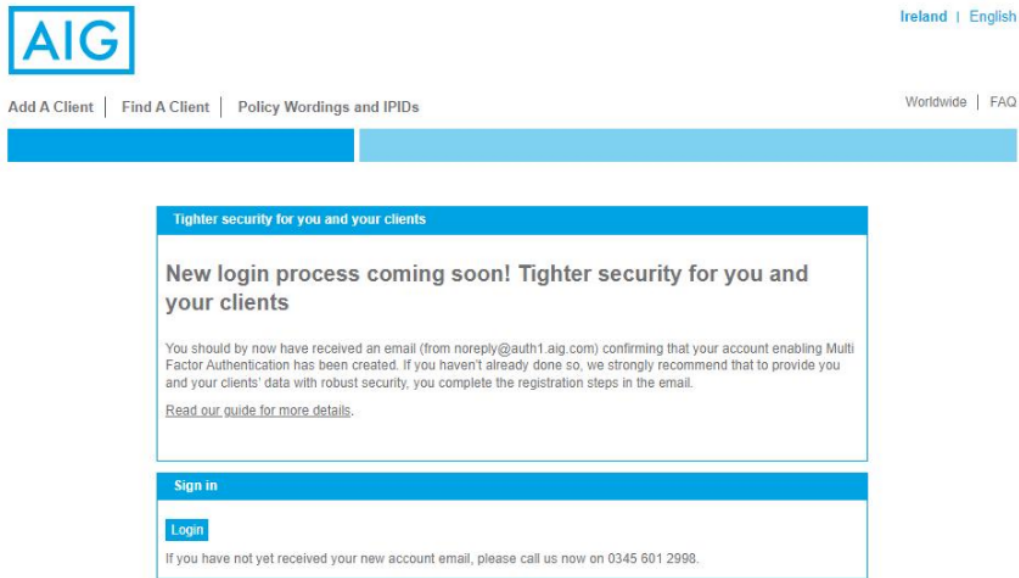 AIG
Ireland | English
Add A Client | Find A Client | Policy Wordings and IPIDs
Worldwide | FAQ
Tighter security for you and your clients
New login process coming soon! Tighter security for you and
your clients
You should by now have received an email (from noreply@auth1.aig.com) confirming that your account enabling Multi
Factor Authentication has been created. If you haven't already done so, we strongly recommend that to provide you
and your clients' data with robust security, you complete the registration steps in the email.
Read our guide for more details.
Sign in
Login
If you have not yet received your new account email, please call us now on 0345 601 2998.